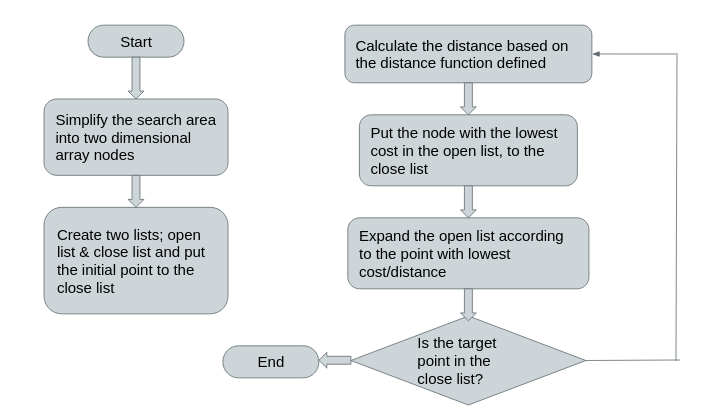 Start
Simplify the search area
into two dimensional
array nodes
Create two lists; open
list & close list and put
the initial point to the
close list
Calculate the distance based on
the distance function defined
Put the node with the lowest
cost in the open list, to the
close list
Expand the open list according
to the point with lowest
cost/distance
Is the target
point in the
close list?
End